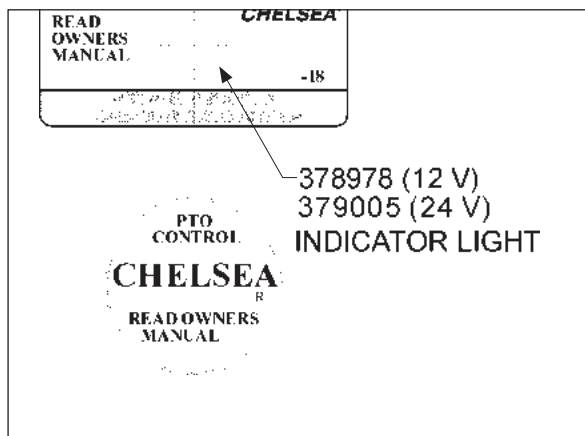 READ
OWNERS
MANUAL
CHELSEA
-18
378978 (12 V)
379005 (24 V)
INDICATOR LIGHT
PTO
CONTROL
CHELSEA
R
READ OWNERS
MANUAL